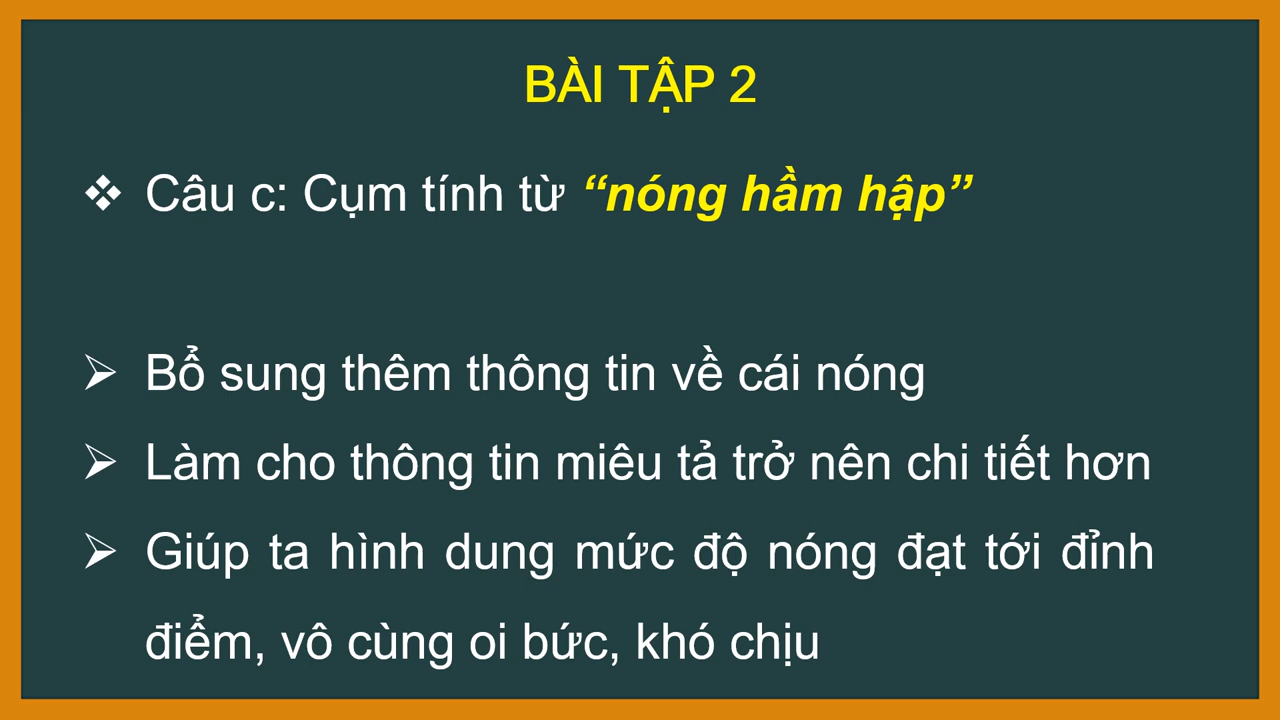 BÀI TẬP 2
❖ Câu c: Cụm tính từ “nóng hầm hập”
➢ Bổ sung thêm thông tin về cái nóng
➢ Làm cho thông tin miêu tả trở nên chi tiết hơn
➢ Giúp ta hình dung mức độ nóng đạt tới đỉnh
điểm, vô cùng oi bức, khó chịu